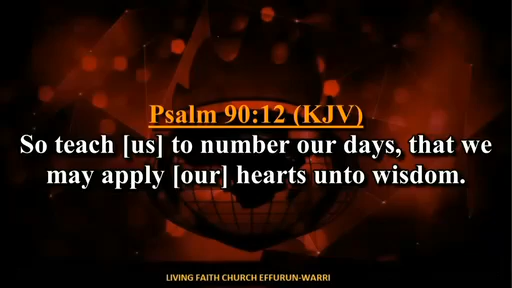 Psalm 90:12 (KJV)
So teach [us] to number our days, that we
may apply [our] hearts unto wisdom.
LIVING FAITH CHURCH EFFURUN-WARRI